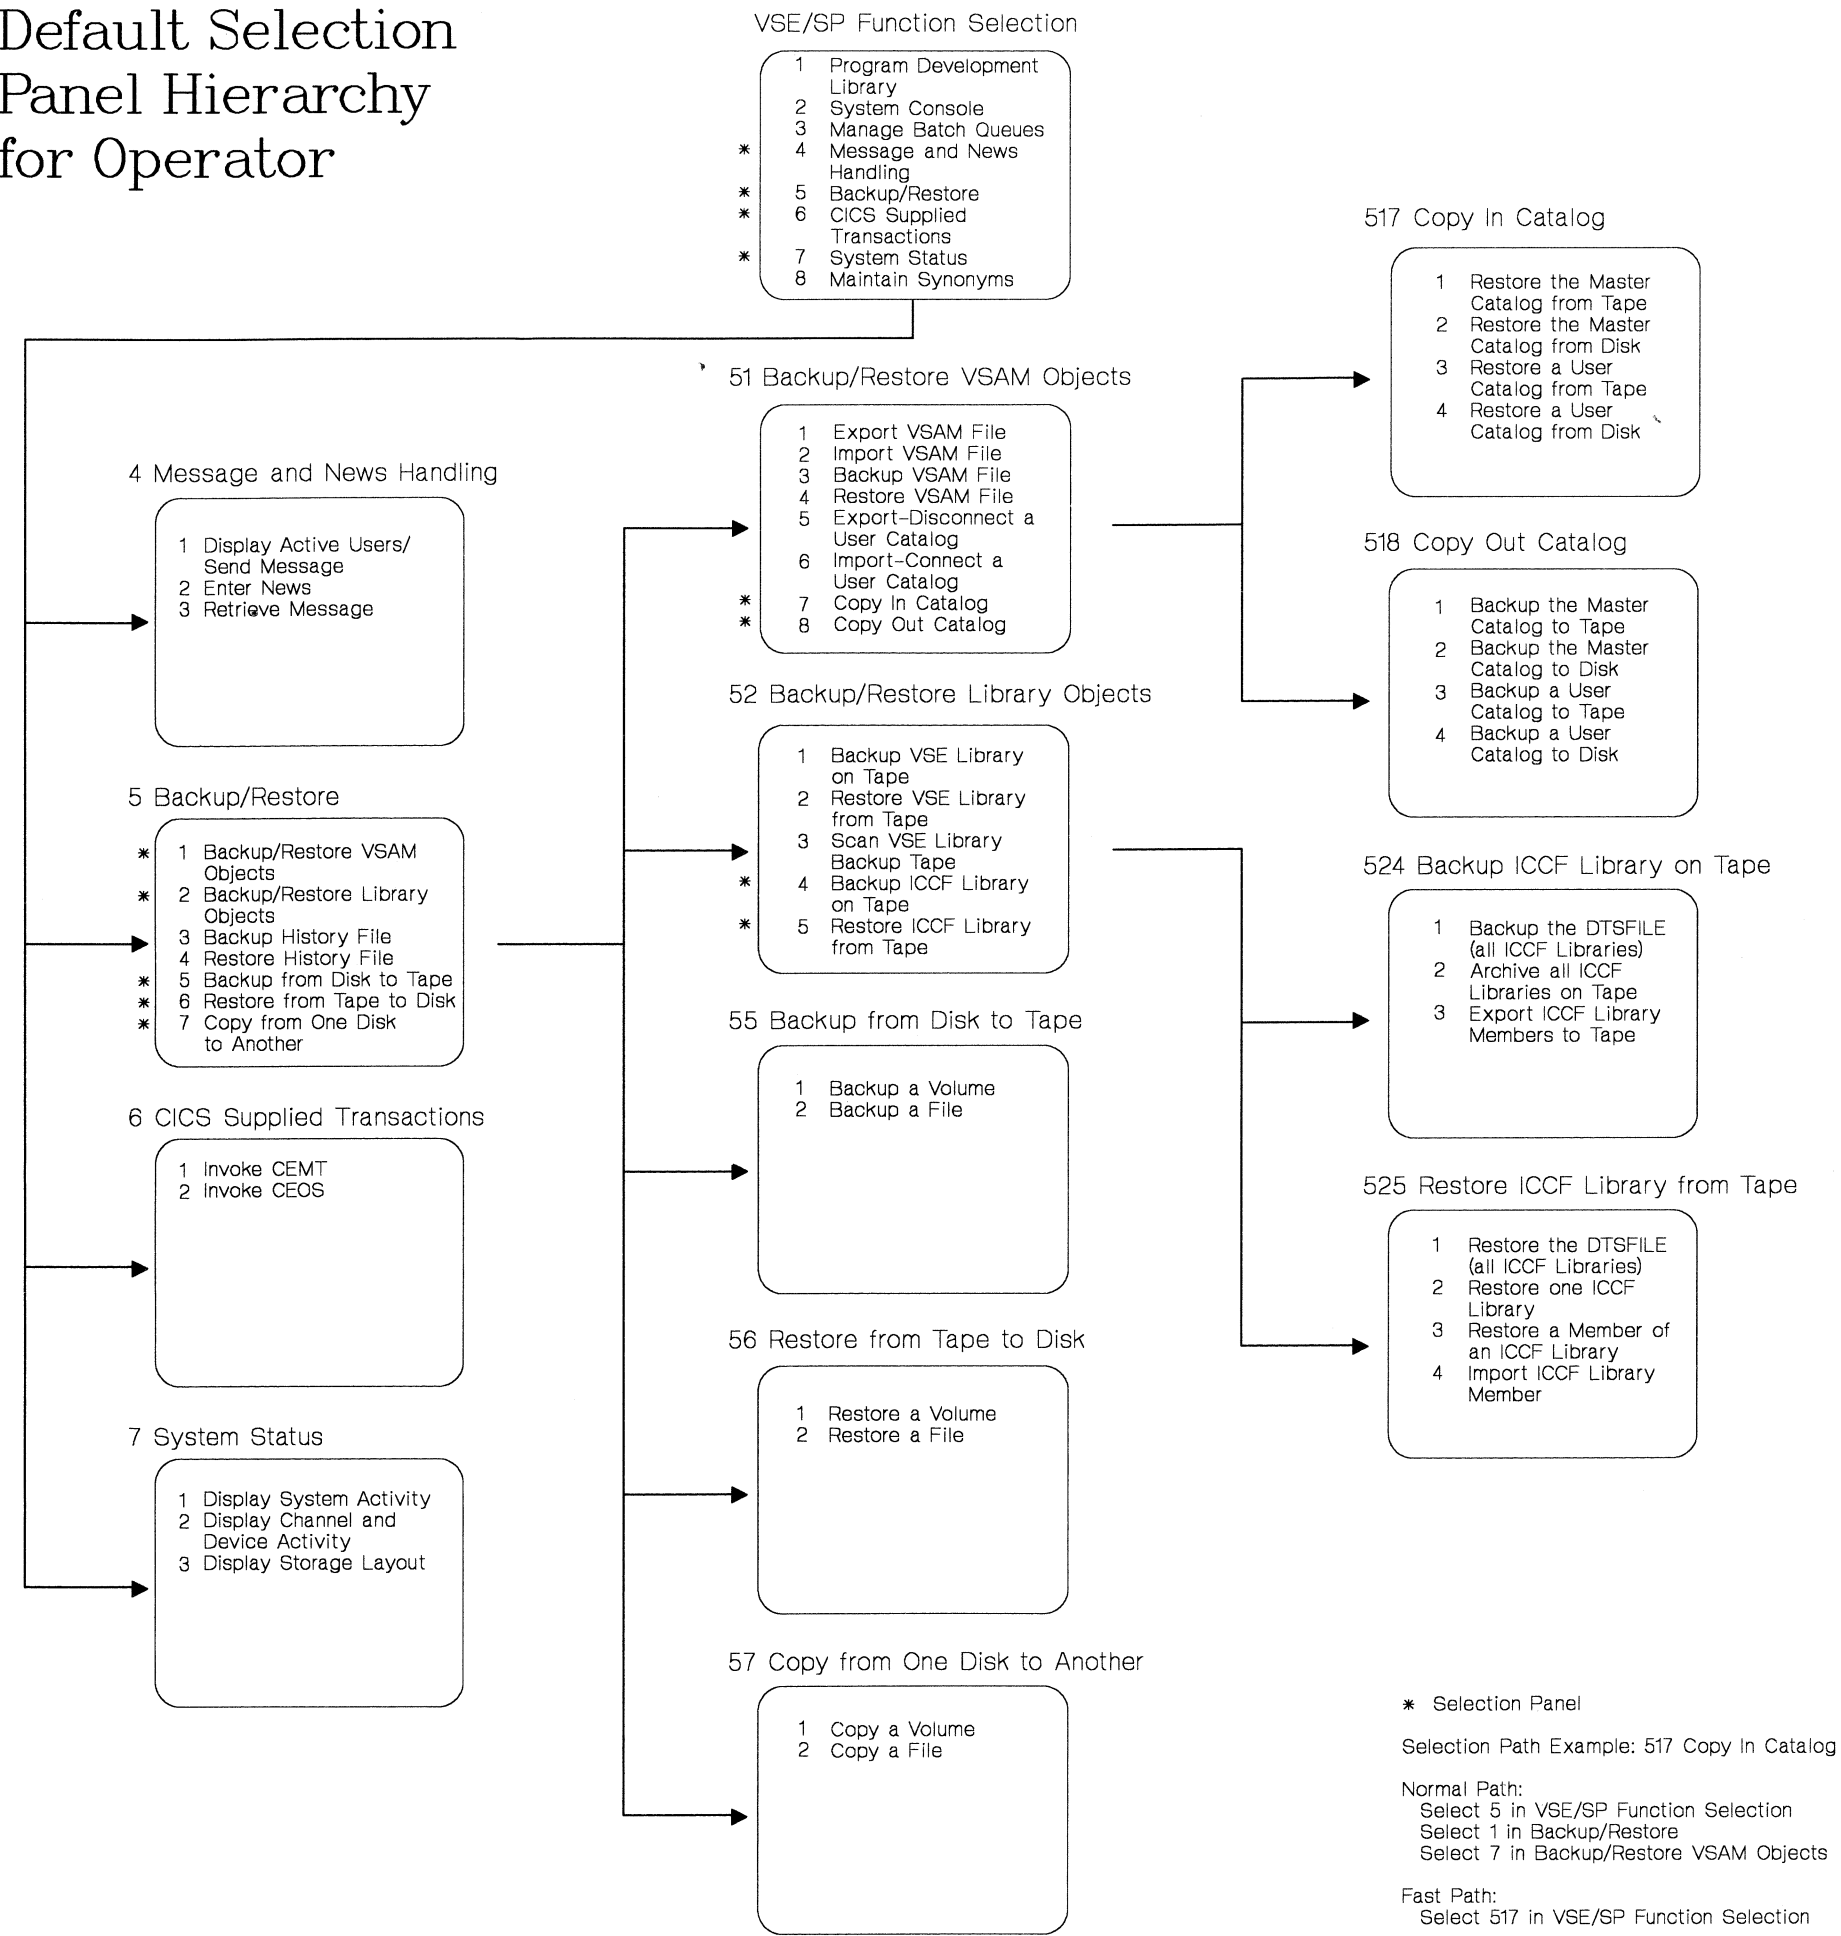 Default Selection
Panel Hierarchy
for Operator
VSE/SP Function Selection
1 Program Development
Library
2 System Console
3 Manage Batch Queues
* 4 Message and News
Handling
* 5 Backup/Restore
* 6 CICS Supplied
Transactions
* 7 System Status
8 Maintain Synonyms
4 Message and News Handling
1 Display Active Users/
Send Message
2 Enter News
3 Retrieve Message
5 Backup/Restore
* 1 Backup/Restore VSAM
Objects
* 2 Backup/Restore Library
Objects
3 Backup History File
4 Restore History File
* 5 Backup from Disk to Tape
* 6 Restore from Tape to Disk
* 7 Copy from One Disk
to Another
6 CICS Supplied Transactions
1 Invoke CEMT
2 Invoke CEOS
7 System Status
1 Display System Activity
2 Display Channel and
Device Activity
3 Display Storage Layout
51 Backup/Restore VSAM Objects
1 Export VSAM File
2 Import VSAM File
3 Backup VSAM File
4 Restore VSAM File
5 Export-Disconnect a
User Catalog
6 Import-Connect a
User Catalog
* 7 Copy In Catalog
* 8 Copy Out Catalog
52 Backup/Restore Library Objects
1 Backup VSE Library
on Tape
2 Restore VSE Library
from Tape
3 Scan VSE Library
Backup Tape
* 4 Backup ICCF Library
on Tape
* 5 Restore ICCF Library
from Tape
55 Backup from Disk to Tape
1 Backup a Volume
2 Backup a File
56 Restore from Tape to Disk
1 Restore a Volume
2 Restore a File
57 Copy from One Disk to Another
1 Copy a Volume
2 Copy a File
517 Copy In Catalog
1 Restore the Master
Catalog from Tape
2 Restore the Master
Catalog from Disk
3 Restore a User
Catalog from Tape
4 Restore a User
Catalog from Disk
518 Copy Out Catalog
1 Backup the Master
Catalog to Tape
2 Backup the Master
Catalog to Disk
3 Backup a User
Catalog to Tape
4 Backup a User
Catalog to Disk
524 Backup ICCF Library on Tape
1 Backup the DTSFILE
(all ICCF Libraries)
2 Archive all ICCF
Libraries on Tape
3 Export ICCF Library
Members to Tape
525 Restore ICCF Library from Tape
1 Restore the DTSFILE
(all ICCF Libraries)
2 Restore one ICCF
Library
3 Restore a Member of
an ICCF Library
4 Import ICCF Library
Member
* Selection Panel
Selection Path Example: 517 Copy In Catalog
Normal Path:
Select 5 in VSE/SP Function Selection
Select 1 in Backup/Restore
Select 7 in Backup/Restore VSAM Objects
Fast Path:
Select 517 in VSE/SP Function Selection